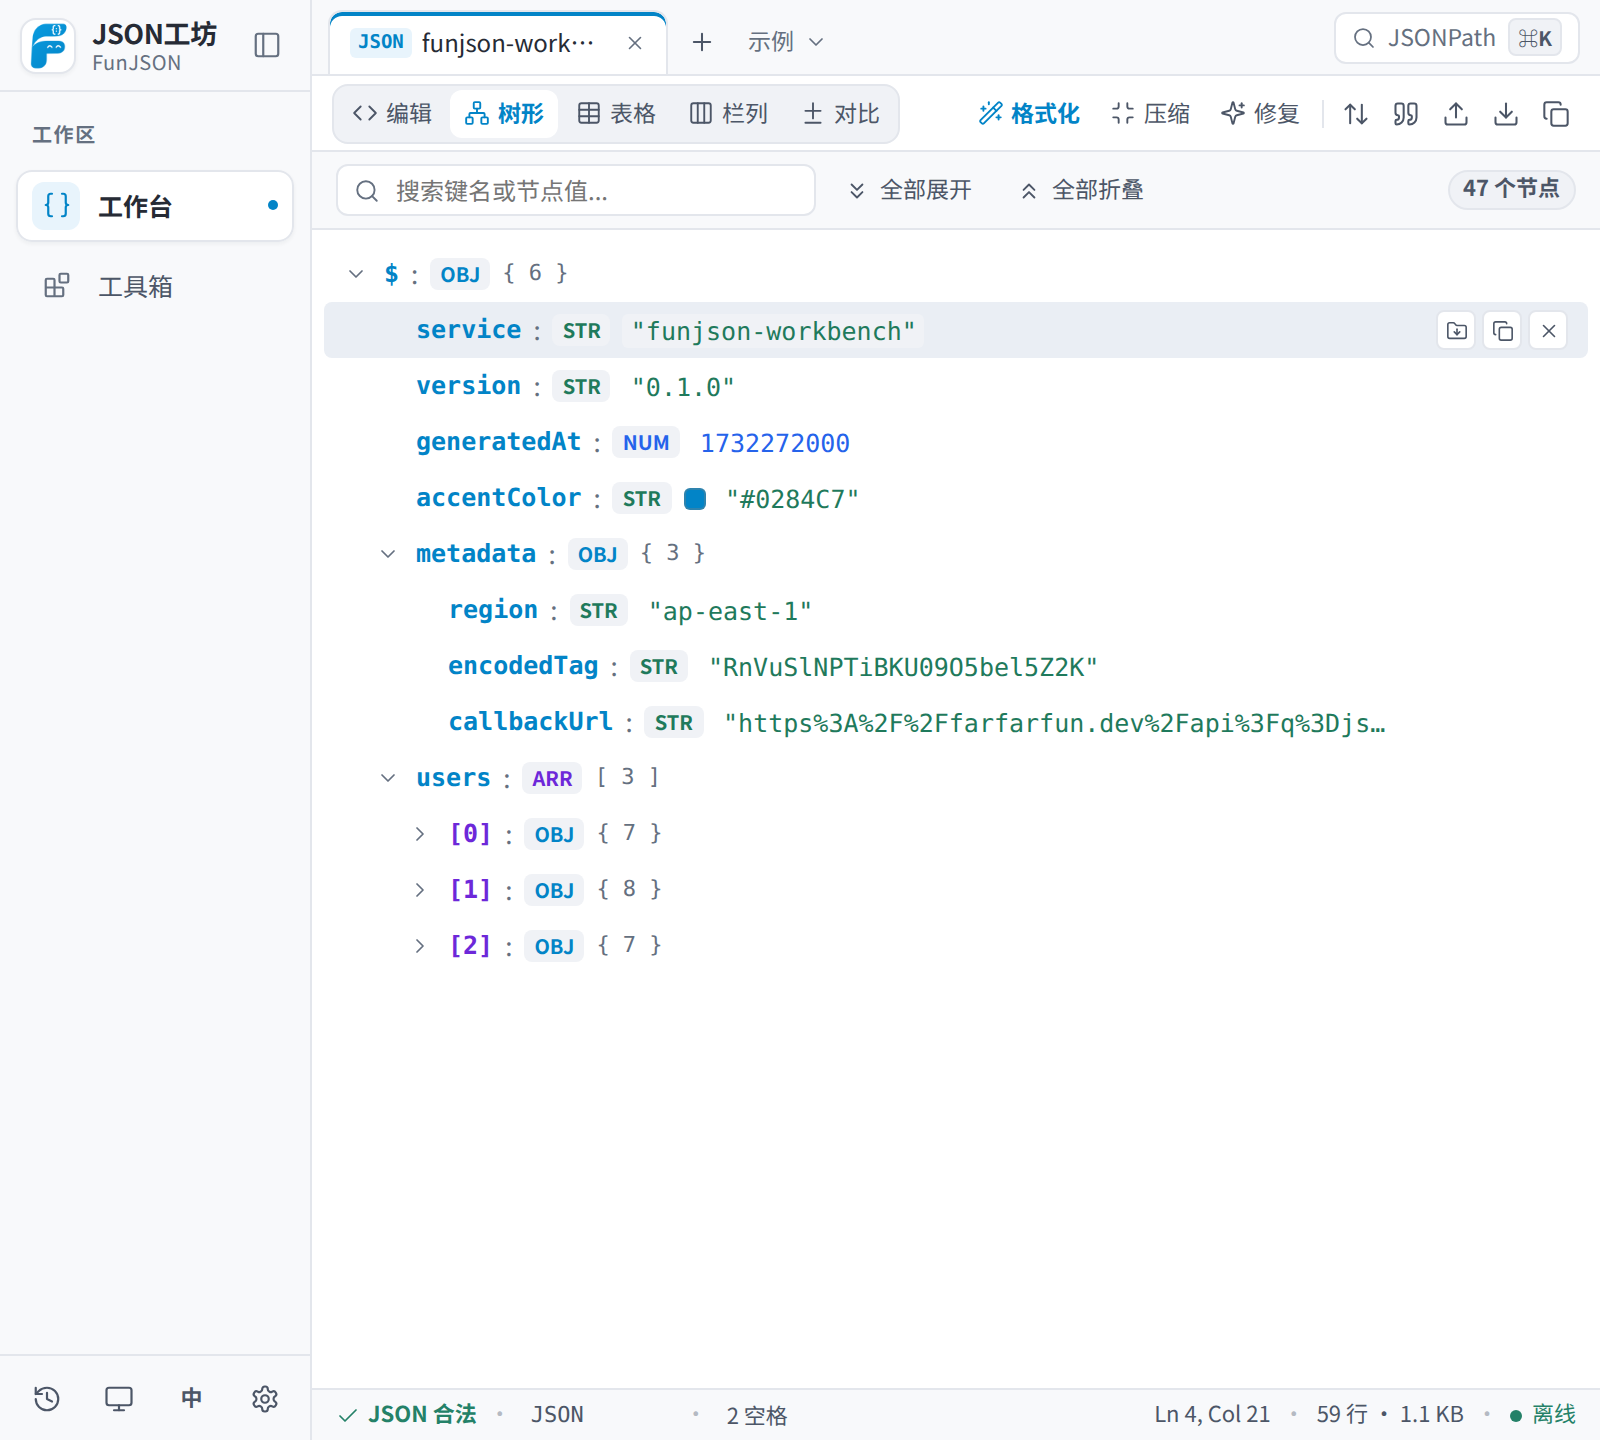 JSON工坊
FunJSON
工作区
工作台
工具箱
中
JSON funjson-work···
示例
JSONPath ⌘K
编辑 树形 表格 栏列 对比 格式化 压缩 修复
搜索键名或节点值... 全部展开 全部折叠 47 个节点
$ : OBJ { 6 }
service : STR "funjson-workbench"
version : STR "0.1.0"
generatedAt : NUM 1732272000
accentColor : STR "#0284C7"
metadata : OBJ { 3 }
region : STR "ap-east-1"
encodedTag : STR "RnVuSlNPTiBKU09O5bel5Z2K"
callbackUrl : STR "https%3A%2F%2Ffarfarfun.dev%2Fapi%3Fq%3Djs…
users : ARR [ 3 ]
[0] : OBJ { 7 }
[1] : OBJ { 8 }
[2] : OBJ { 7 }
JSON 合法 • JSON • 2 空格 Ln 4, Col 21 • 59 行 • 1.1 KB • 离线